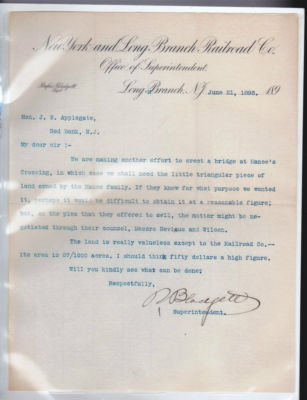 New York and Long Branch Railroad Co.
Office of Superintendent.
Rufus Blodgett
Supt.
Long Branch, N.J. June 21, 1893. 189
Hon. J. S. Applegate,
Red Bank, N.J.
My dear sir :-
We are making another effort to erect a bridge at Hance's
Crossing, in which case we shall need the little triangular piece of
land owned by the Hance family. If they knew for what purpose we wanted
it, perhaps it would be difficult to obtain it at a reasonable figure;
but, on the plea that they offered to sell, the matter might be ne-
gotiated through their counsel, Messrs Nevius and Wilson.
The land is really valueless except to the Railroad Co.--
its area is 27/1000 acres. I should think fifty dollars a high figure.
Will you kindly see what can be done;
Respectfully,
R Blodgett
Superintendent.